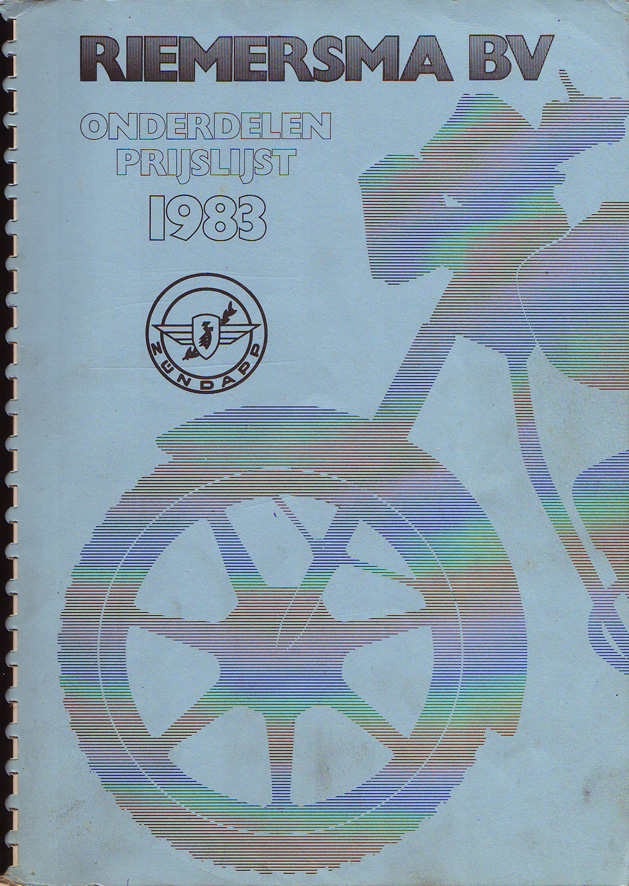 RIEMERSMA BV
ONDERDELEN
PRIJSLIJST
1983
ZÜNDAPP